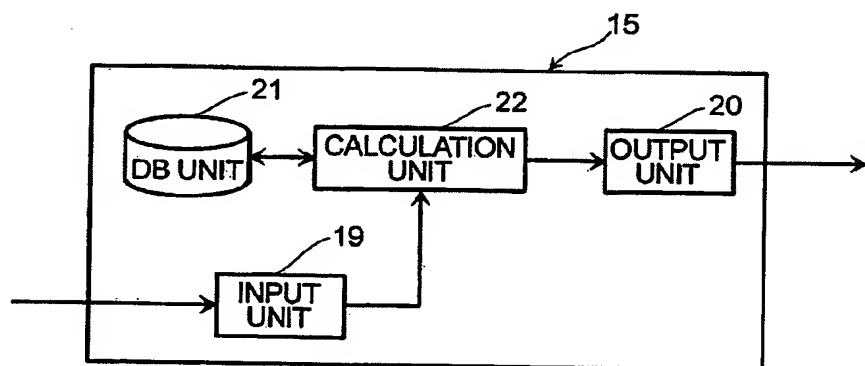 15
21
22
20
DB UNIT
CALCULATION
UNIT
OUTPUT
UNIT
19
INPUT
UNIT